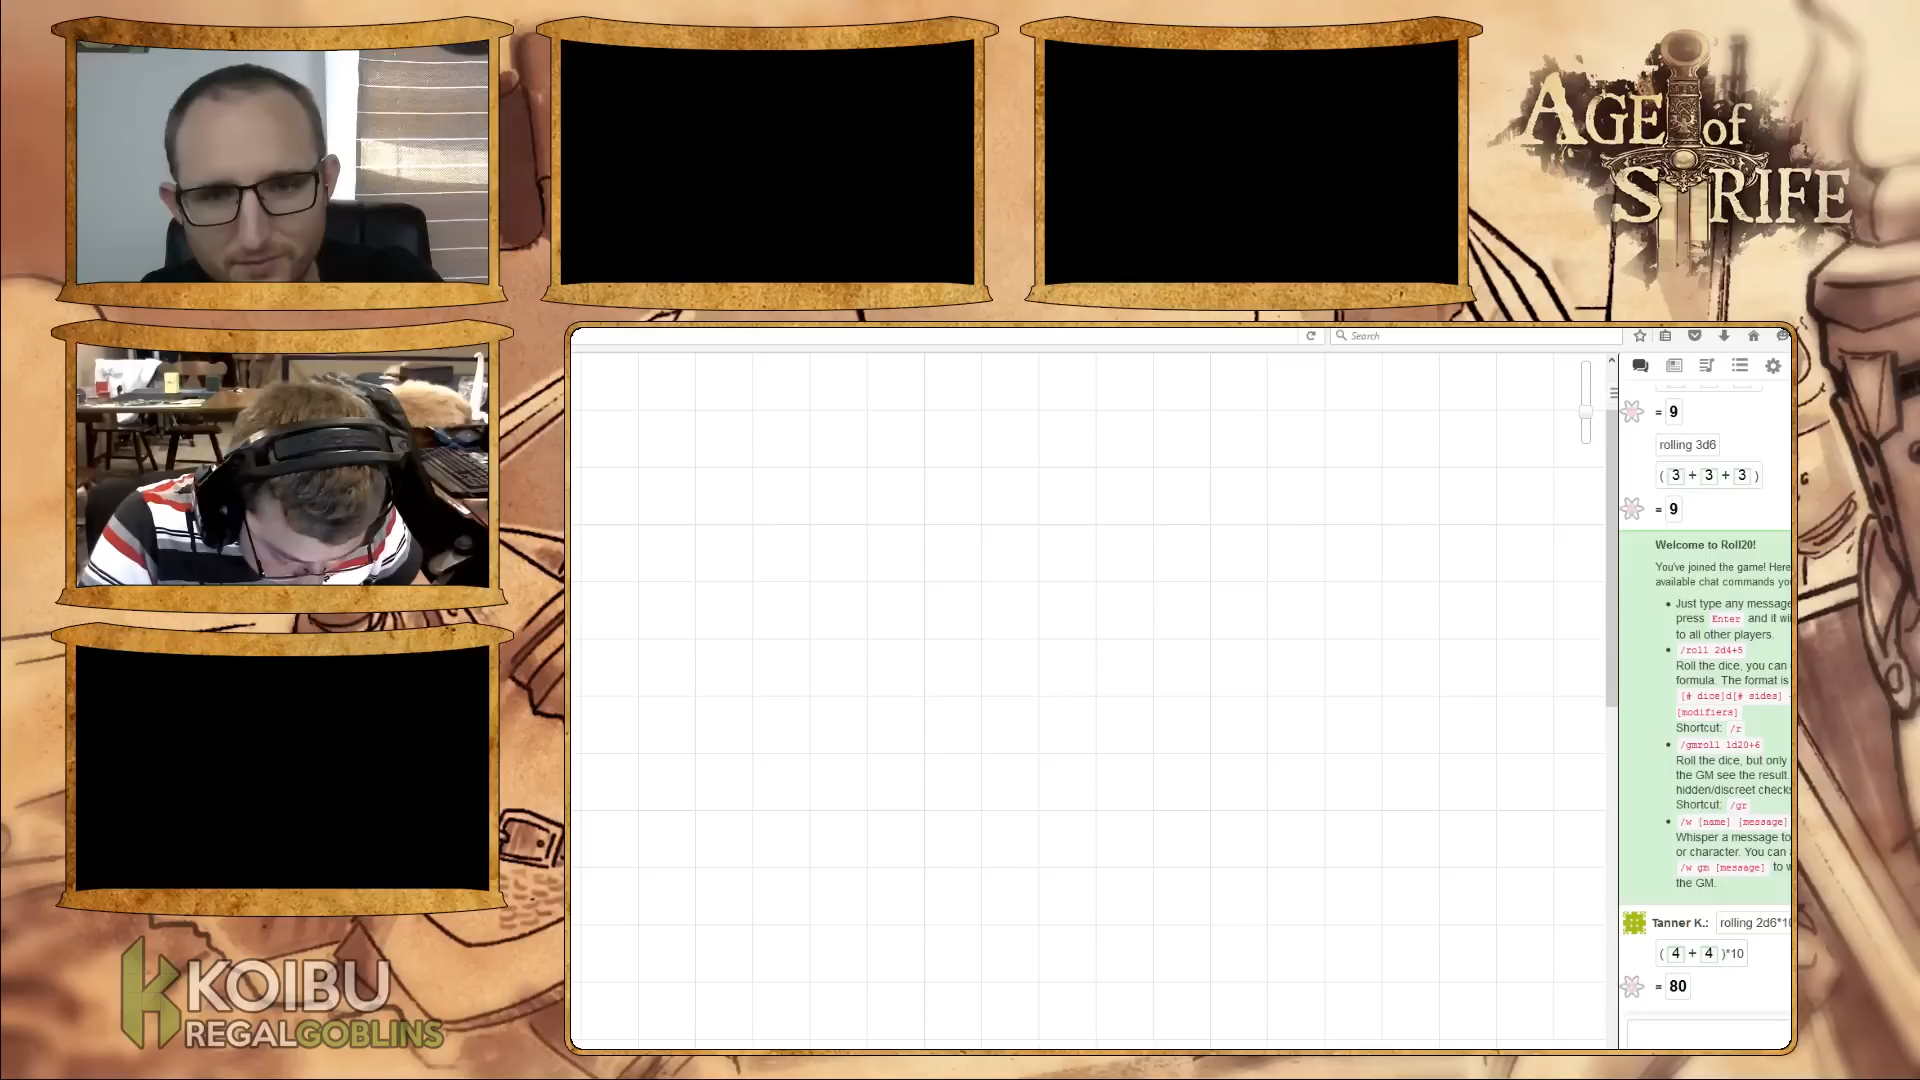 AGE of
STRIFE
Search
= 9
rolling 3d6
( 3 + 3 + 3 )
= 9
Welcome to Roll20!
You've joined the game! Here
available chat commands yo
• Just type any message
press Enter and it wi
to all other players.
• /roll 2d4+5
Roll the dice, you can
formula. The format is
[# dice]d[# sides]
[modifiers]
Shortcut: /r
• /gmroll 1d20+6
Roll the dice, but only
the GM see the result.
hidden/discreet checks
Shortcut: /gr
• /w [name] [message]
Whisper a message to
or character. You can
/w gm [message] to w
the GM.
Tanner K.: rolling 2d6*10
( 4 + 4 )*10
= 80
KOIBU
REGALGOBLINS